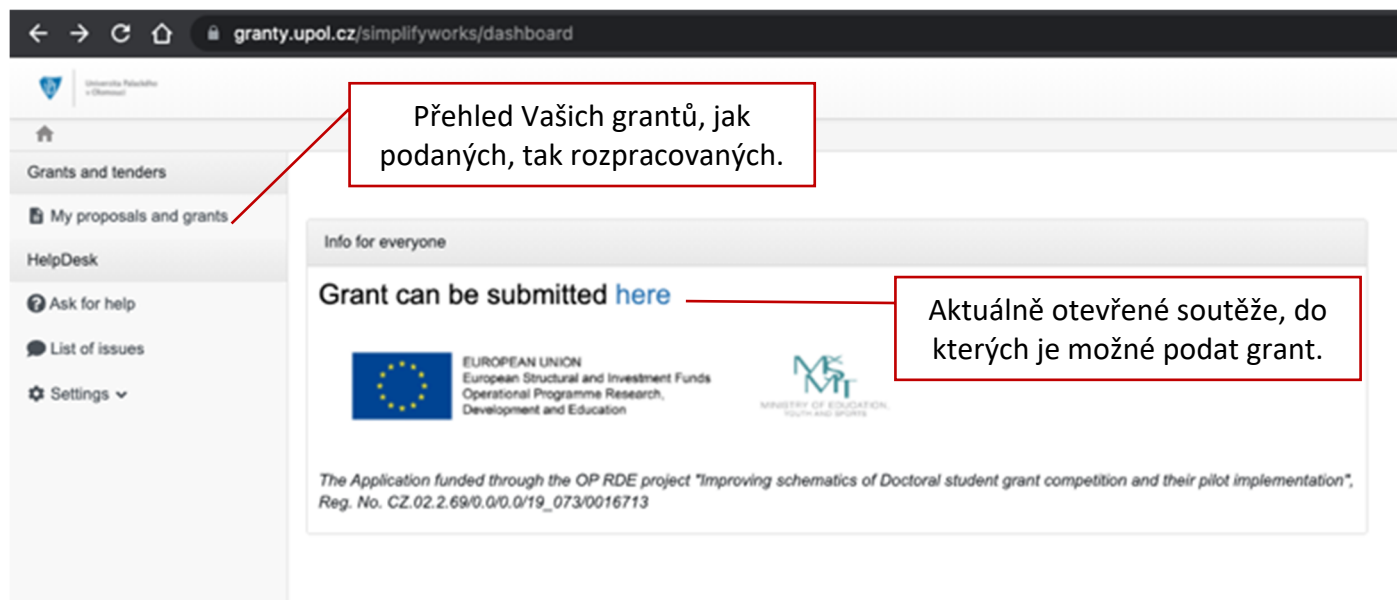 granty.upol.cz/simplifyworks/dashboard
Univerzita Palackého
v Olomouci
Přehled Vašich grantů, jak
podaných, tak rozpracovaných.
Grants and tenders
My proposals and grants
HelpDesk
Ask for help
List of issues
Settings
Info for everyone
Grant can be submitted here
Aktuálně otevřené soutěže, do
kterých je možné podat grant.
EUROPEAN UNION
European Structural and Investment Funds
Operational Programme Research,
Development and Education
MŠMT
MINISTRY OF EDUCATION,
YOUTH AND SPORTS
The Application funded through the OP RDE project "Improving schematics of Doctoral student grant competition and their pilot implementation",
Reg. No. CZ.02.2.69/0.0/0.0/19_073/0016713